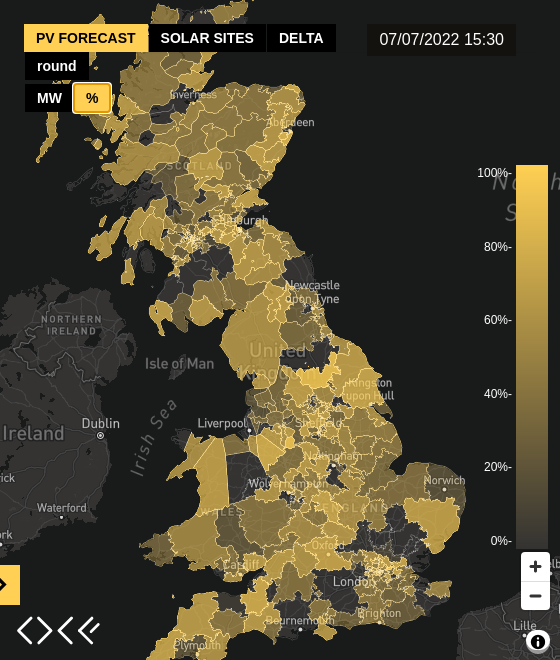 PV FORECAST SOLAR SITES DELTA
07/07/2022 15:30
round
MW %
Inverness
Aberdeen
SCOTLAND
100%-
Edinburgh
80%-
Newcastle
upon Tyne
NORTHERN
IRELAND
60%-
United
Isle of Man
Kingston
upon Hull
40%-
Dublin
Liverpool
Sheffield
Ireland
Irish Sea
Nottingham
20%-
Norwich
Wolverhampton
Waterford
WALES
ENGLAND
0%-
Oxford
Cardiff
London
Brighton
Bournemouth
Lille
Plymouth
+
−